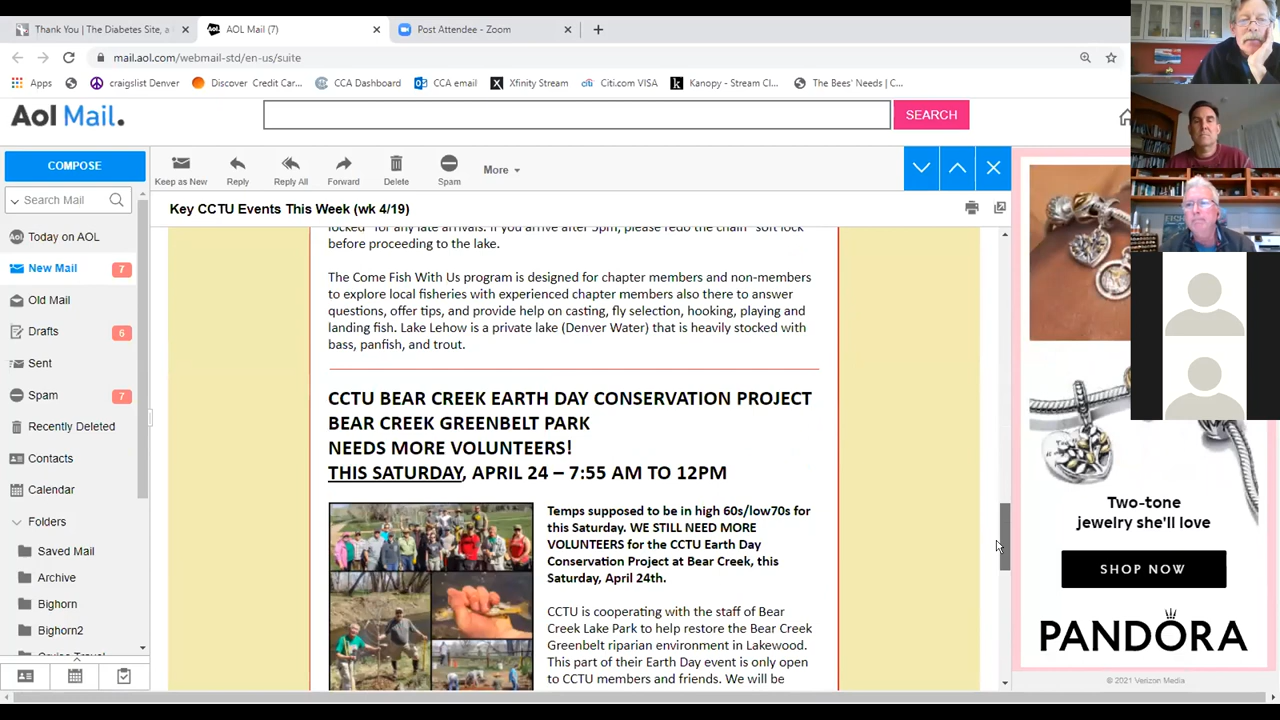 Thank You | The Diabetes Site, a
AOL Mail (7)
Post Attendee - Zoom
mail.aol.com/webmail-std/en-us/suite
Apps
craigslist Denver
Discover Credit Car...
CCA Dashboard
CCA email
Xfinity Stream
Citi.com VISA
Kanopy - Stream Cl...
The Bees' Needs | C...
Aol Mail.
SEARCH
COMPOSE
Search Mail
Today on AOL
New Mail 7
Old Mail
Drafts 6
Sent
Spam 7
Recently Deleted
Contacts
Calendar
Folders
Saved Mail
Archive
Bighorn
Bighorn2
Keep as New
Reply
Reply All
Forward
Delete
Spam
More
Key CCTU Events This Week (wk 4/19)
locked" for any late arrivals. If you arrive after 5pm, please redo the chain "soft lock"
before proceeding to the lake.
The Come Fish With Us program is designed for chapter members and non-members
to explore local fisheries with experienced chapter members also there to answer
questions, offer tips, and provide help on casting, fly selection, hooking, playing and
landing fish. Lake Lehow is a private lake (Denver Water) that is heavily stocked with
bass, panfish, and trout.
CCTU BEAR CREEK EARTH DAY CONSERVATION PROJECT
BEAR CREEK GREENBELT PARK
NEEDS MORE VOLUNTEERS!
THIS SATURDAY, APRIL 24 – 7:55 AM TO 12PM
Temps supposed to be in high 60s/low70s for
this Saturday. WE STILL NEED MORE
VOLUNTEERS for the CCTU Earth Day
Conservation Project at Bear Creek, this
Saturday, April 24th.
CCTU is cooperating with the staff of Bear
Creek Lake Park to help restore the Bear Creek
Greenbelt riparian environment in Lakewood.
This part of their Earth Day event is only open
to CCTU members and friends. We will be
Two-tone
jewelry she'll love
SHOP NOW
PANDORA
© 2021 Verizon Media